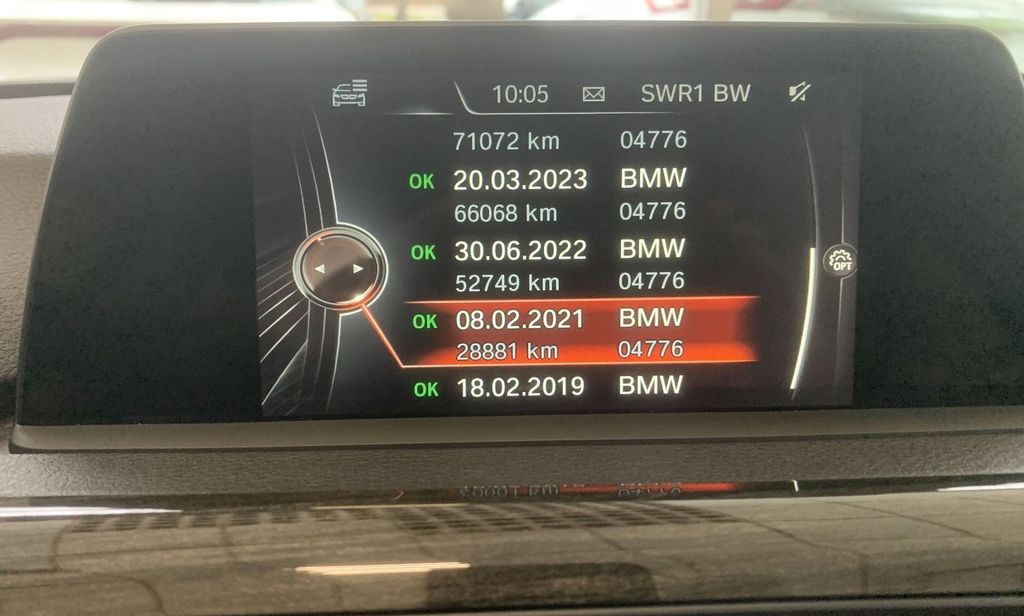 10:05 SWR1 BW
71072 km 04776
OK 20.03.2023 BMW
66068 km 04776
OK 30.06.2022 BMW
52749 km 04776
OPT
OK 08.02.2021 BMW
28881 km 04776
OK 18.02.2019 BMW